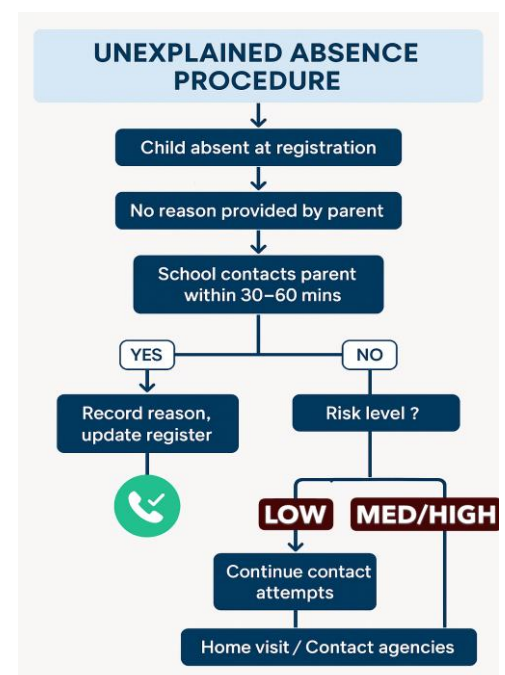 UNEXPLAINED ABSENCE
PROCEDURE
Child absent at registration
No reason provided by parent
School contacts parent
within 30–60 mins
YES
NO
Record reason,
update register
Risk level ?
LOW
MED/HIGH
Continue contact
attempts
Home visit / Contact agencies